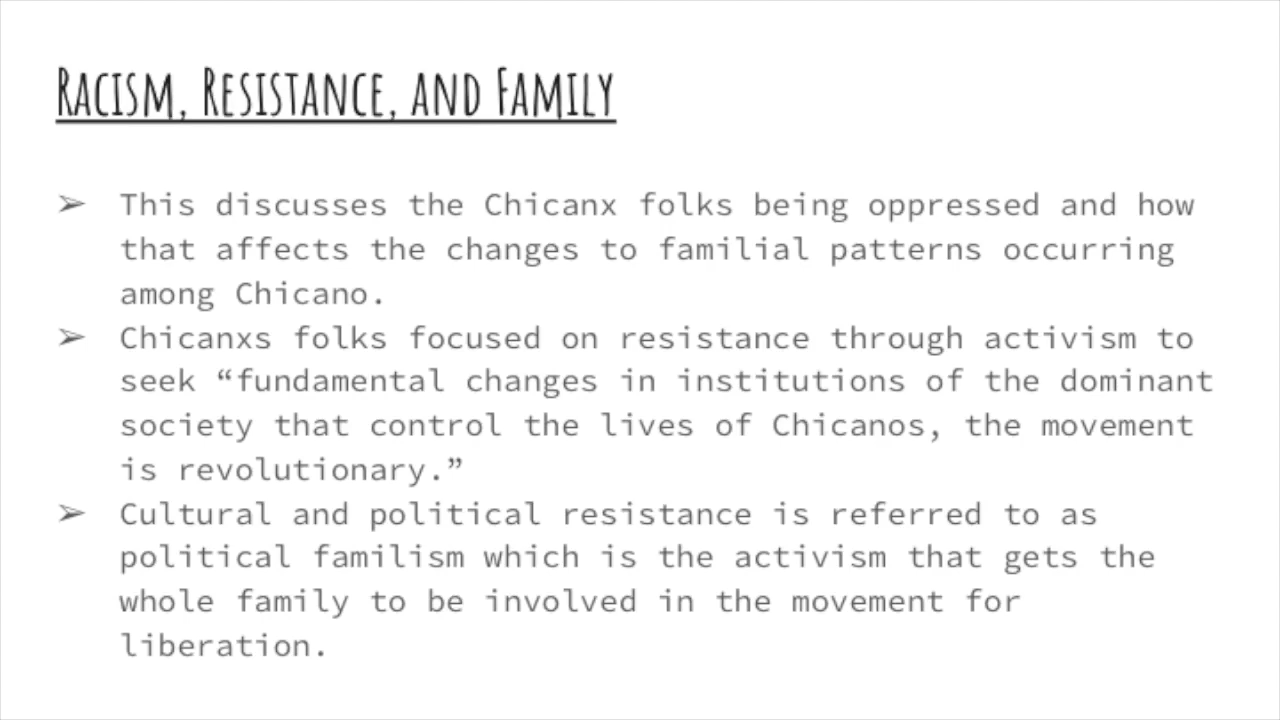 Racism, Resistance, and Family
➢ This discusses the Chicanx folks being oppressed and how
that affects the changes to familial patterns occurring
among Chicano.
➢ Chicanxs folks focused on resistance through activism to
seek “fundamental changes in institutions of the dominant
society that control the lives of Chicanos, the movement
is revolutionary.”
➢ Cultural and political resistance is referred to as
political familism which is the activism that gets the
whole family to be involved in the movement for
liberation.